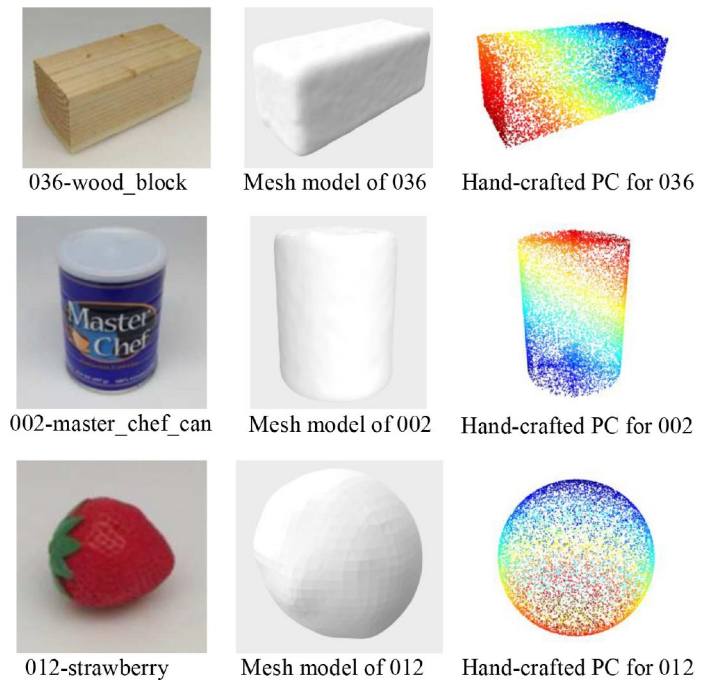 036-wood_block
Mesh model of 036
Hand-crafted PC for 036
Master
Chef
002-master_chef_can
Mesh model of 002
Hand-crafted PC for 002
012-strawberry
Mesh model of 012
Hand-crafted PC for 012